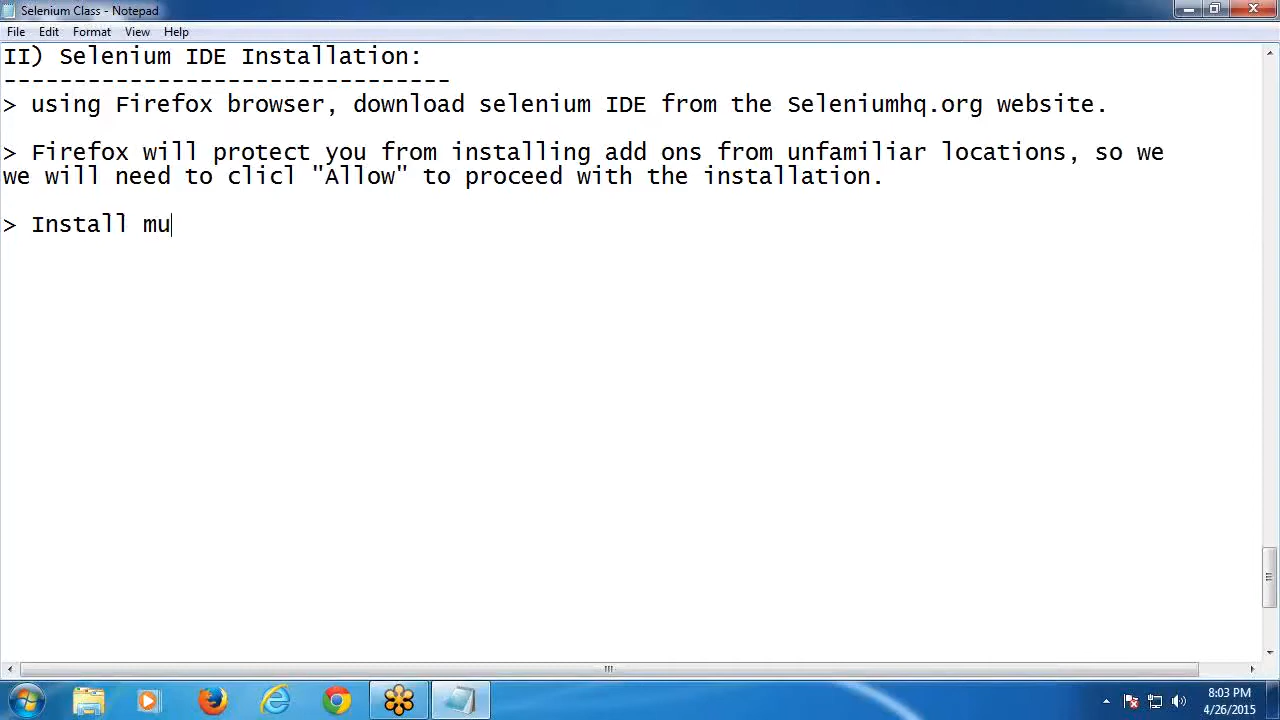 Selenium Class - Notepad
File Edit Format View Help
II) Selenium IDE Installation:
--------------------------------
> using Firefox browser, download selenium IDE from the Seleniumhq.org website.
> Firefox will protect you from installing add ons from unfamiliar locations, so we
we will need to clicl "Allow" to proceed with the installation.
> Install mu
8:03 PM
4/26/2015